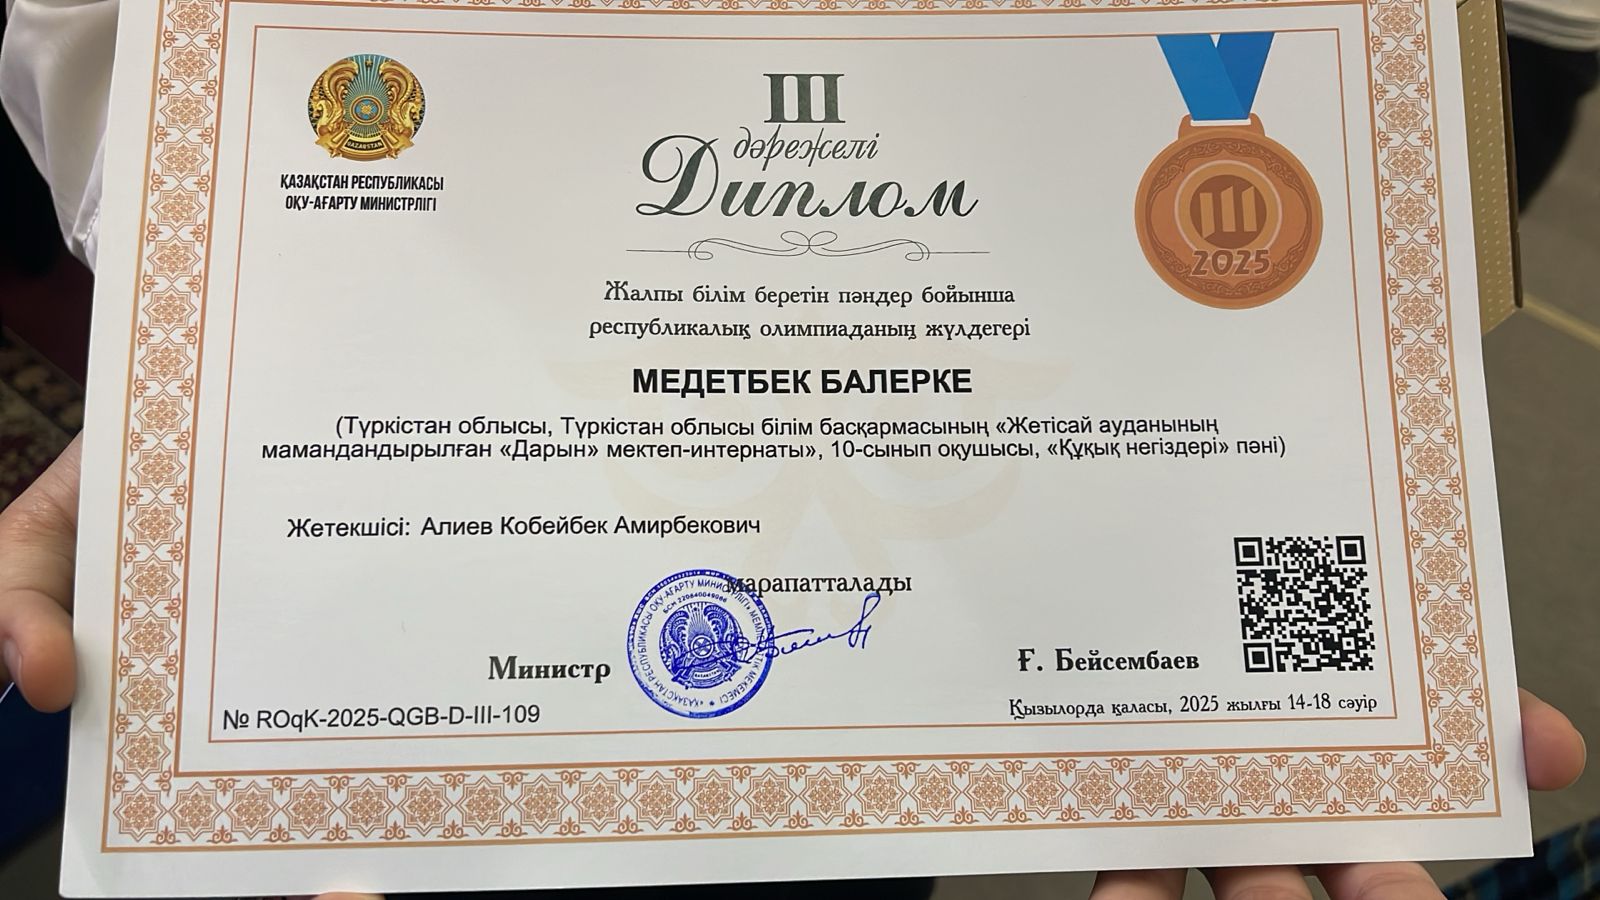 QAZAQSTAN
ҚАЗАҚСТАН РЕСПУБЛИКАСЫ
ОҚУ-АҒАРТУ МИНИСТРЛІГІ
III
дәрежелі
Диплом
III
2025
Жалпы білім беретін пәндер бойынша
республикалық олимпиаданың жүлдегері
МЕДЕТБЕК БАЛЕРКЕ
(Түркістан облысы, Түркістан облысы білім басқармасының «Жетісай ауданының
мамандандырылған «Дарын» мектеп-интернаты», 10-сынып оқушысы, «Құқық негіздері» пәні)
Жетекшісі: Алиев Кобейбек Амирбекович
марапатталады
Министр
Ғ. Бейсембаев
№ ROqK-2025-QGB-D-III-109
Қызылорда қаласы, 2025 жылғы 14-18 сәуір